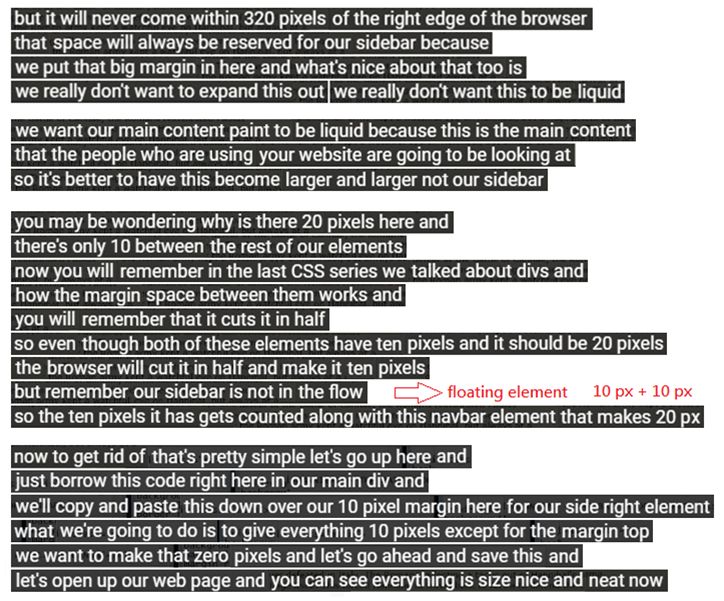 but it will never come within 320 pixels of the right edge of the browser
that space will always be reserved for our sidebar because
we put that big margin in here and what's nice about that too is
we really don't want to expand this out we really don't want this to be liquid
we want our main content paint to be liquid because this is the main content
that the people who are using your website are going to be looking at
so it's better to have this become larger and larger not our sidebar
you may be wondering why is there 20 pixels here and
there's only 10 between the rest of our elements
now you will remember in the last CSS series we talked about divs and
how the margin space between them works and
you will remember that it cuts it in half
so even though both of these elements have ten pixels and it should be 20 pixels
the browser will cut it in half and make it ten pixels
but remember our sidebar is not in the flow floating element 10 px + 10 px
so the ten pixels it has gets counted along with this navbar element that makes 20 px
now to get rid of that's pretty simple let's go up here and
just borrow this code right here in our main div and
we'll copy and paste this down over our 10 pixel margin here for our side right element
what we're going to do is to give everything 10 pixels except for the margin top
we want to make that zero pixels and let's go ahead and save this and
let's open up our web page and you can see everything is size nice and neat now